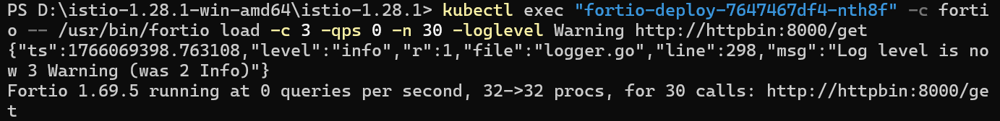 PS D:\istio-1.28.1-win-amd64\istio-1.28.1> kubectl exec "fortio-deploy-7647467df4-nth8f" -c forti
o -- /usr/bin/fortio load -c 3 -qps 0 -n 30 -loglevel Warning http://httpbin:8000/get
{"ts":1766069398.763108,"level":"info","r":1,"file":"logger.go","line":298,"msg":"Log level is no
w 3 Warning (was 2 Info)"}
Fortio 1.69.5 running at 0 queries per second, 32->32 procs, for 30 calls: http://httpbin:8000/ge
t